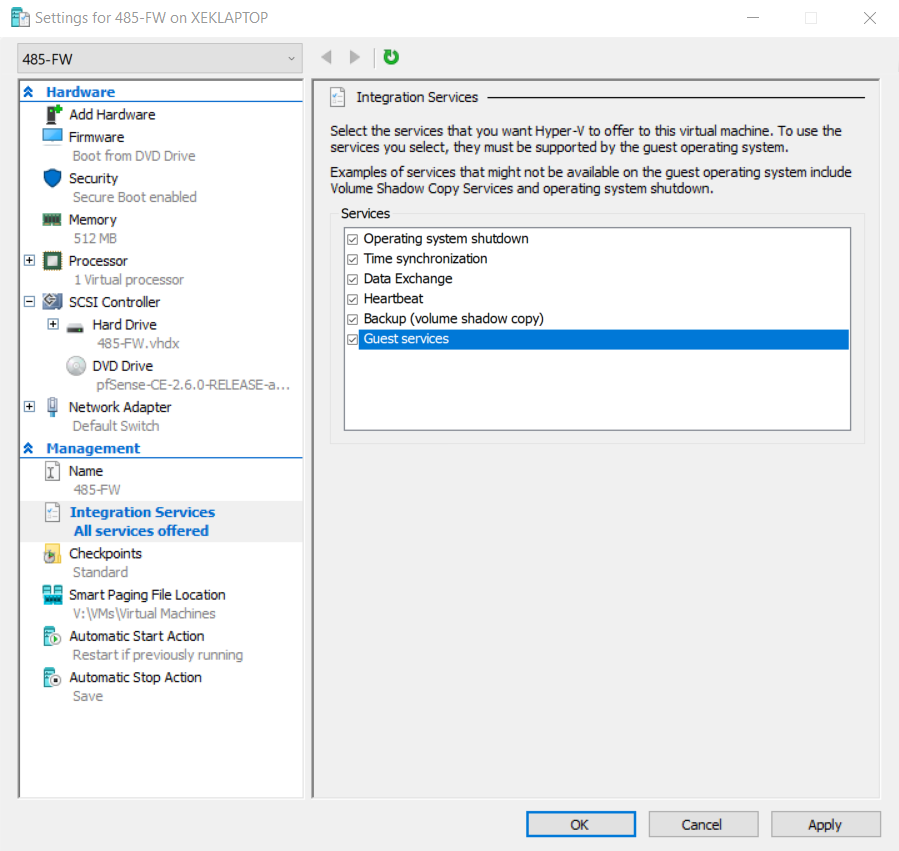 Settings for 485-FW on XEKLAPTOP
485-FW
Hardware
Add Hardware
Firmware
Boot from DVD Drive
Security
Secure Boot enabled
Memory
512 MB
Processor
1 Virtual processor
SCSI Controller
Hard Drive
485-FW.vhdx
DVD Drive
pfSense-CE-2.6.0-RELEASE-a...
Network Adapter
Default Switch
Management
Name
485-FW
Integration Services
All services offered
Checkpoints
Standard
Smart Paging File Location
V:\VMs\Virtual Machines
Automatic Start Action
Restart if previously running
Automatic Stop Action
Save
Integration Services
Select the services that you want Hyper-V to offer to this virtual machine. To use the
services you select, they must be supported by the guest operating system.
Examples of services that might not be available on the guest operating system include
Volume Shadow Copy Services and operating system shutdown.
Services
Operating system shutdown
Time synchronization
Data Exchange
Heartbeat
Backup (volume shadow copy)
Guest services
OK
Cancel
Apply